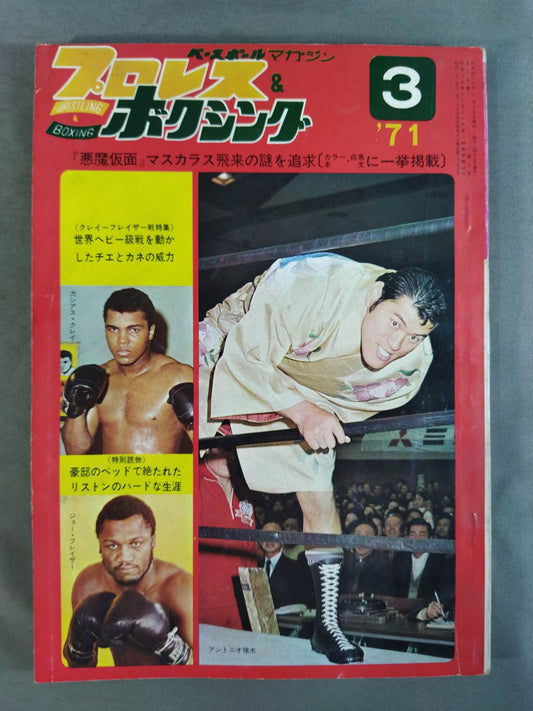 ベースボールマガジン
プロレス&
WRESTLING
&
BOXING
ボクシング
3
'71
『悪魔仮面』マスカラス飛来の謎を追求〔カラー、白黒本文に一挙掲載〕
〈クレイーフレイザー戦特集〉
世界ヘビー級戦を動か
したチエとカネの威力
カシアス・クレイ
〈特別読物〉
豪邸のベッドで絶たれた
リストンのハードな生涯
ジョー・フレイザー
アントニオ猪木